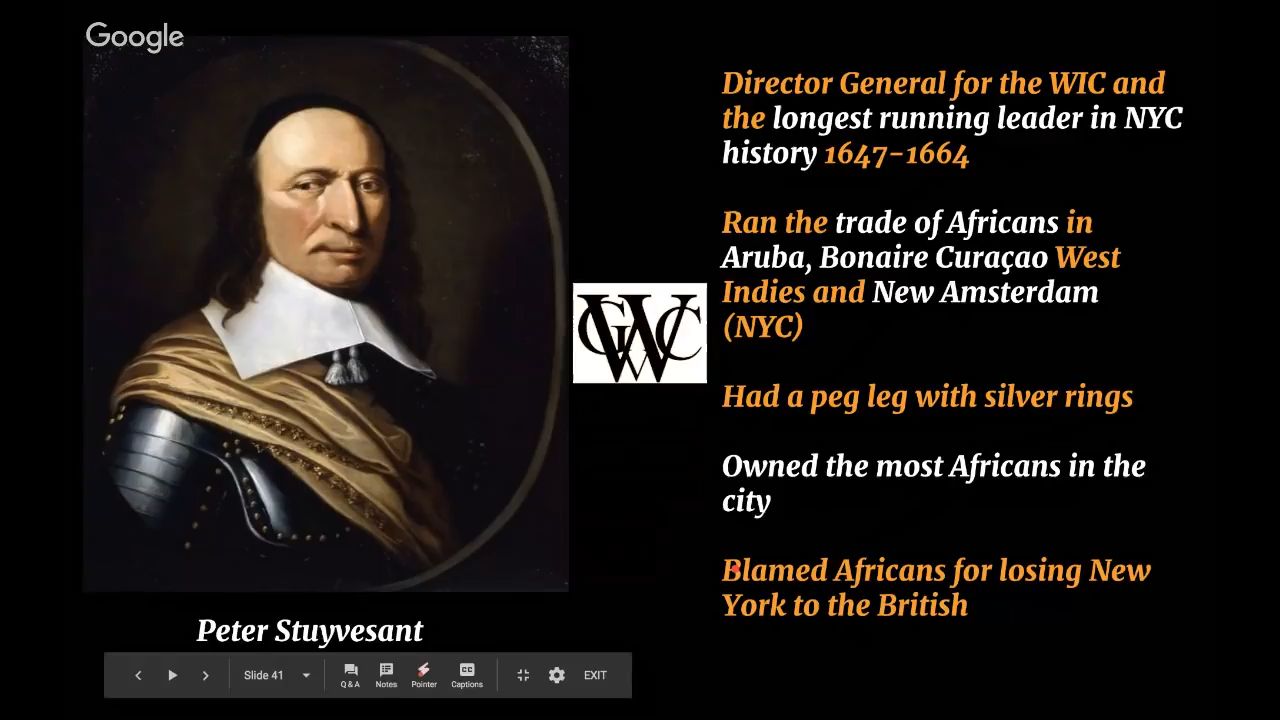 Google
Director General for the WIC and
the longest running leader in NYC
history 1647-1664
Ran the trade of Africans in
Aruba, Bonaire Curaçao West
Indies and New Amsterdam
(NYC)
Had a peg leg with silver rings
Owned the most Africans in the
city
Blamed Africans for losing New
York to the British
GWC
Peter Stuyvesant
Slide 41
Q & A Notes Pointer CC Captions EXIT